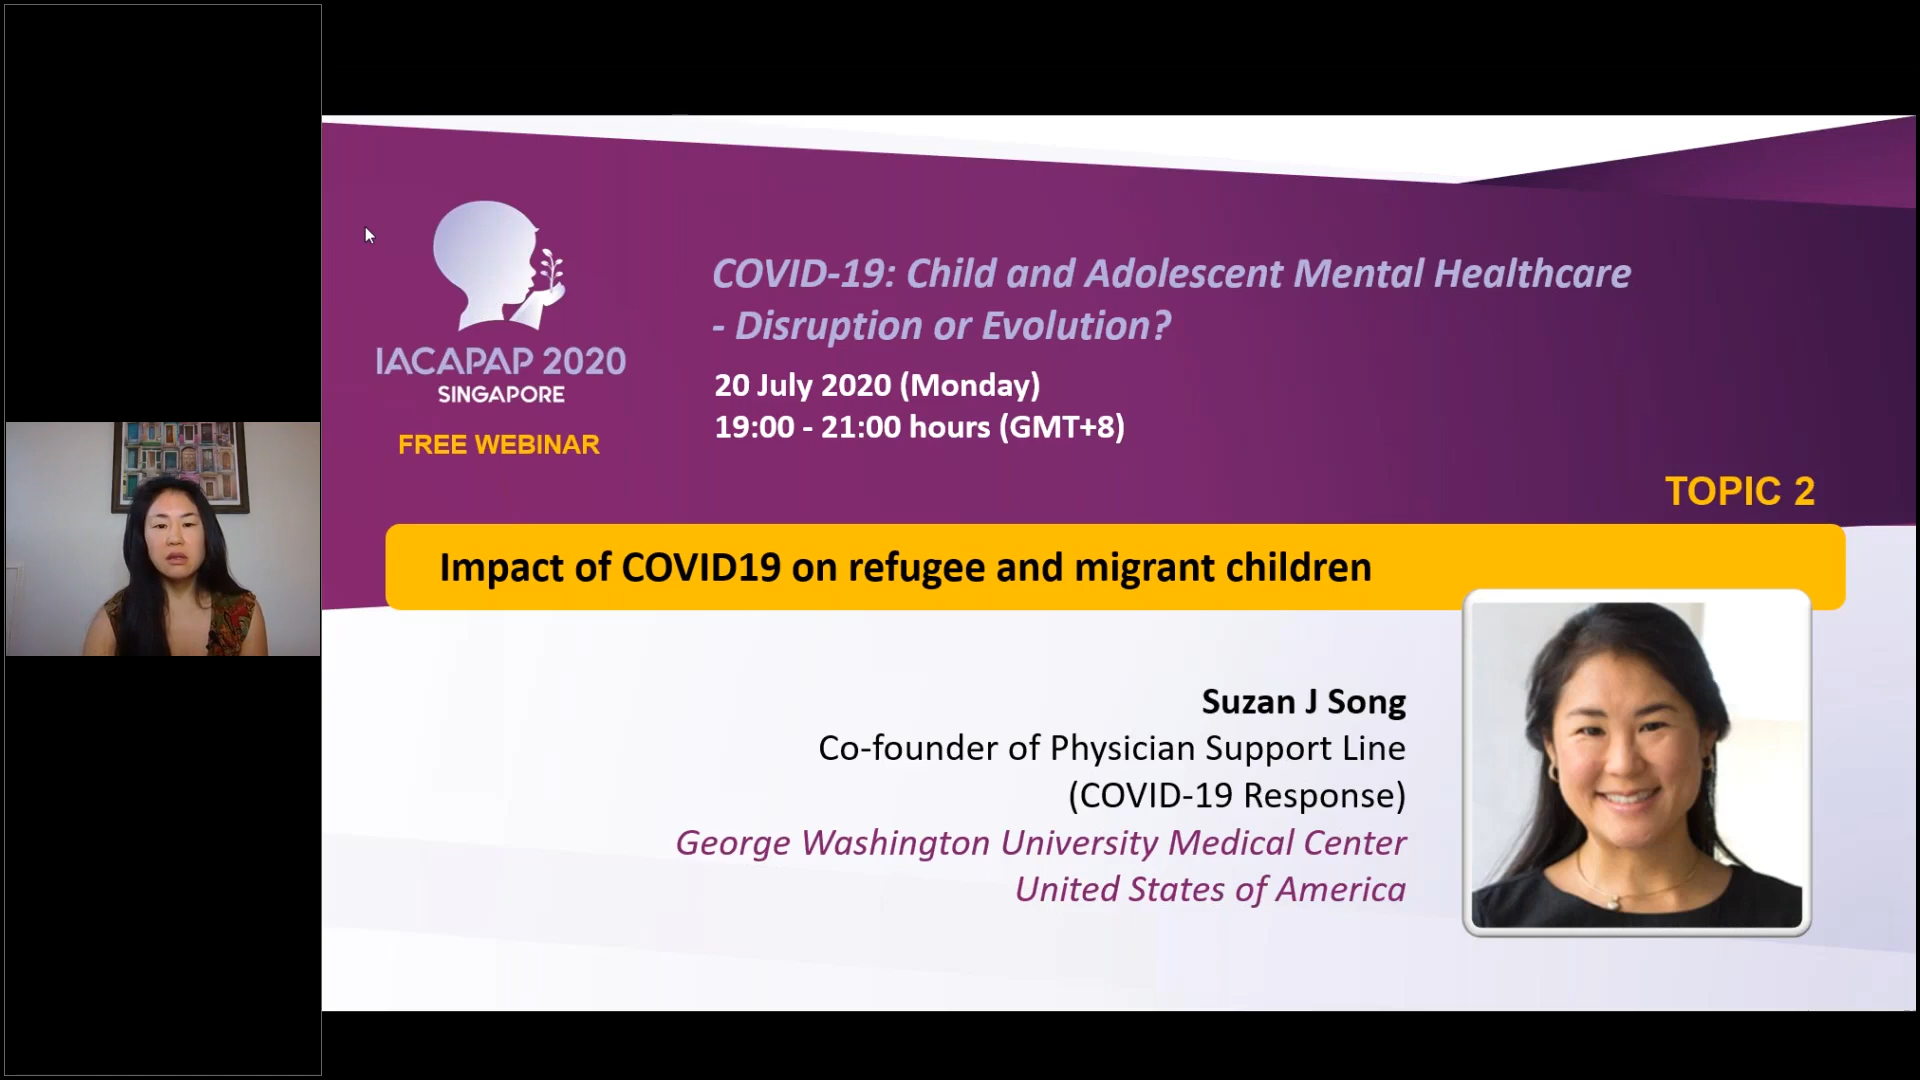 IACAPAP 2020
SINGAPORE
FREE WEBINAR
COVID-19: Child and Adolescent Mental Healthcare
- Disruption or Evolution?
20 July 2020 (Monday)
19:00 - 21:00 hours (GMT+8)
TOPIC 2
Impact of COVID19 on refugee and migrant children
Suzan J Song
Co-founder of Physician Support Line
(COVID-19 Response)
George Washington University Medical Center
United States of America